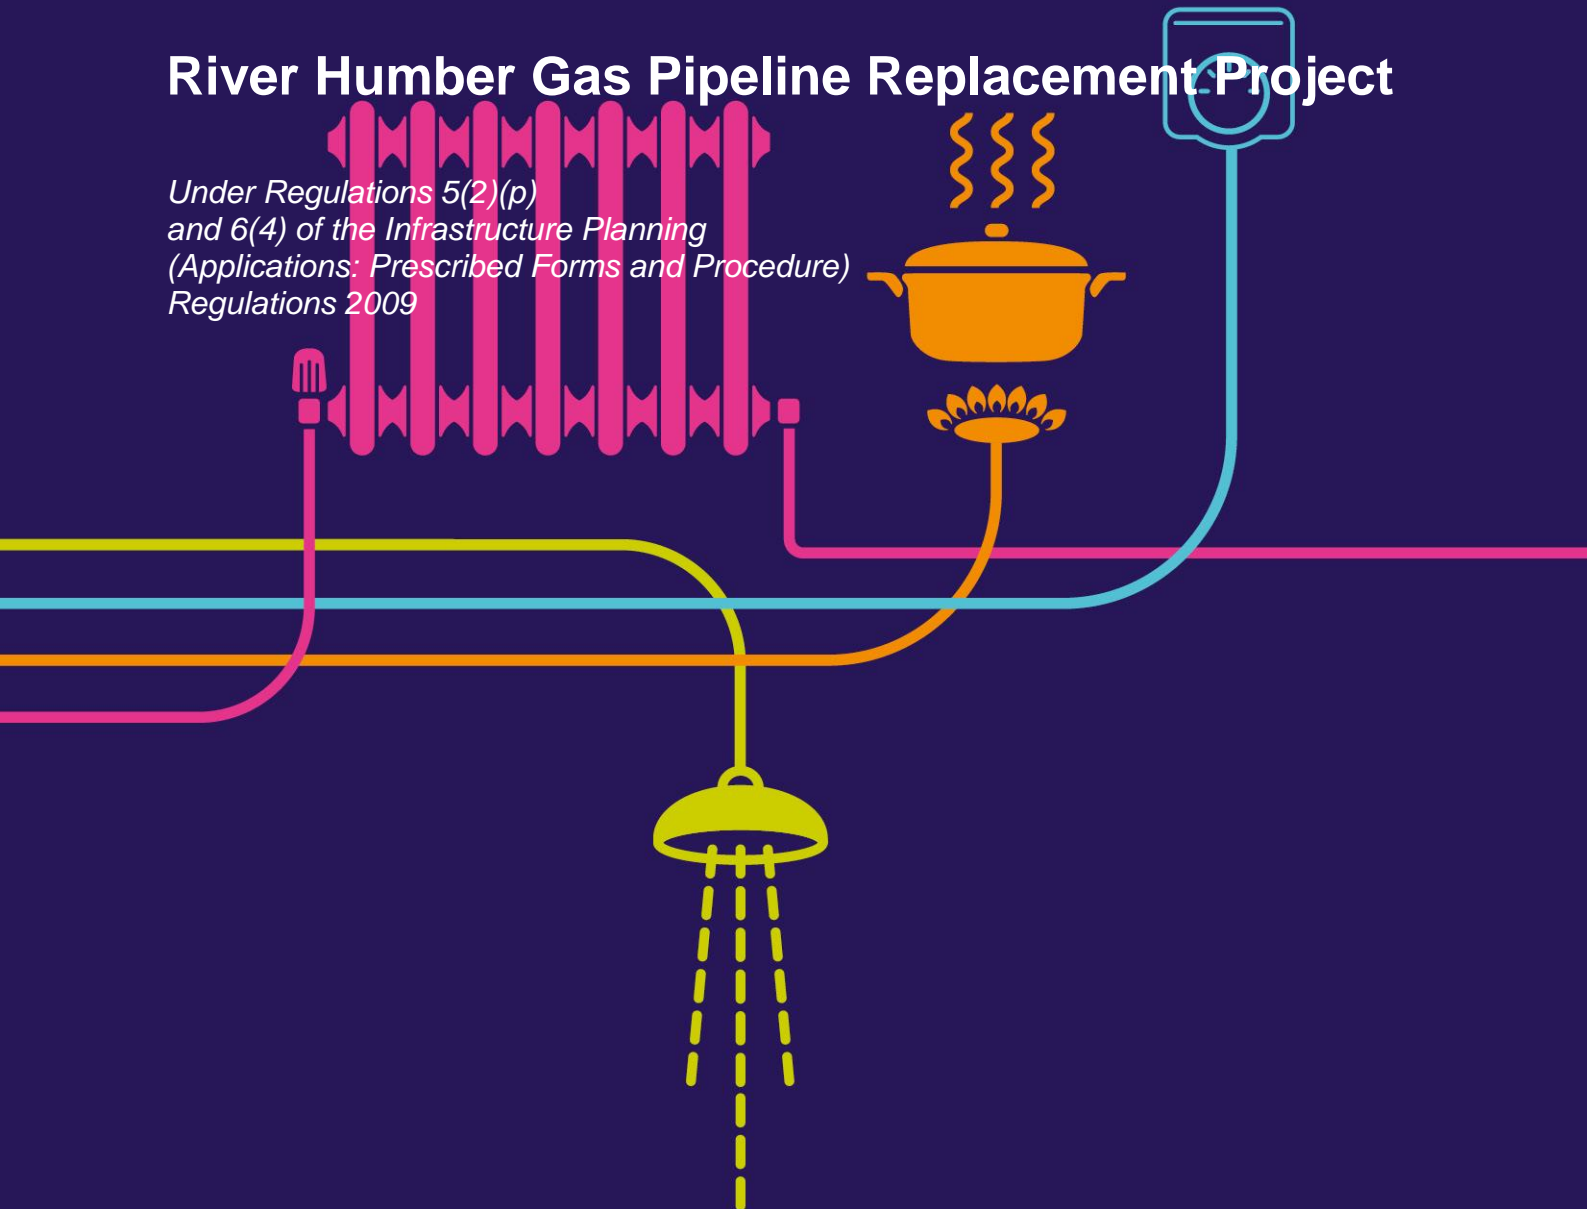 River Humber Gas Pipeline Replacement Project
Under Regulations 5(2)(p)
and 6(4) of the Infrastructure Planning
(Applications: Prescribed Forms and Procedure)
Regulations 2009